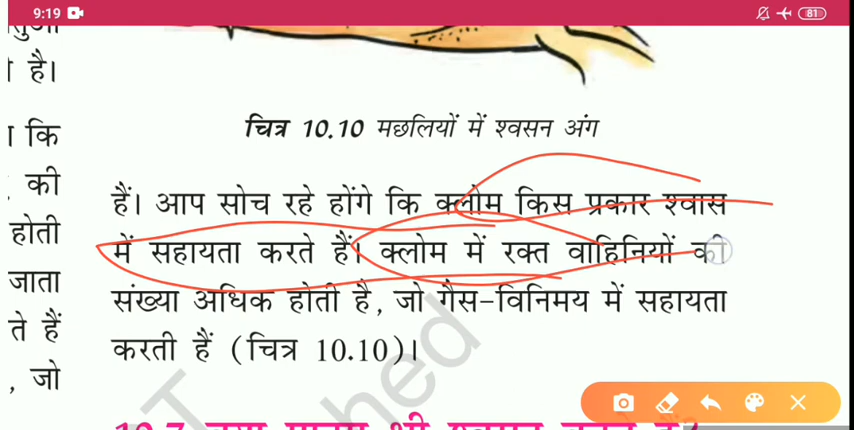 9:19
81
है।
कि
की
होती
जाता
ते हैं
, जो
चित्र 10.10 मछलियों में श्वसन अंग
हैं। आप सोच रहे होंगे कि क्लोम किस प्रकार श्वास
में सहायता करते हैं। क्लोम में रक्त वाहिनियों की
संख्या अधिक होती है, जो गैस-विनिमय में सहायता
करती हैं (चित्र 10.10)।